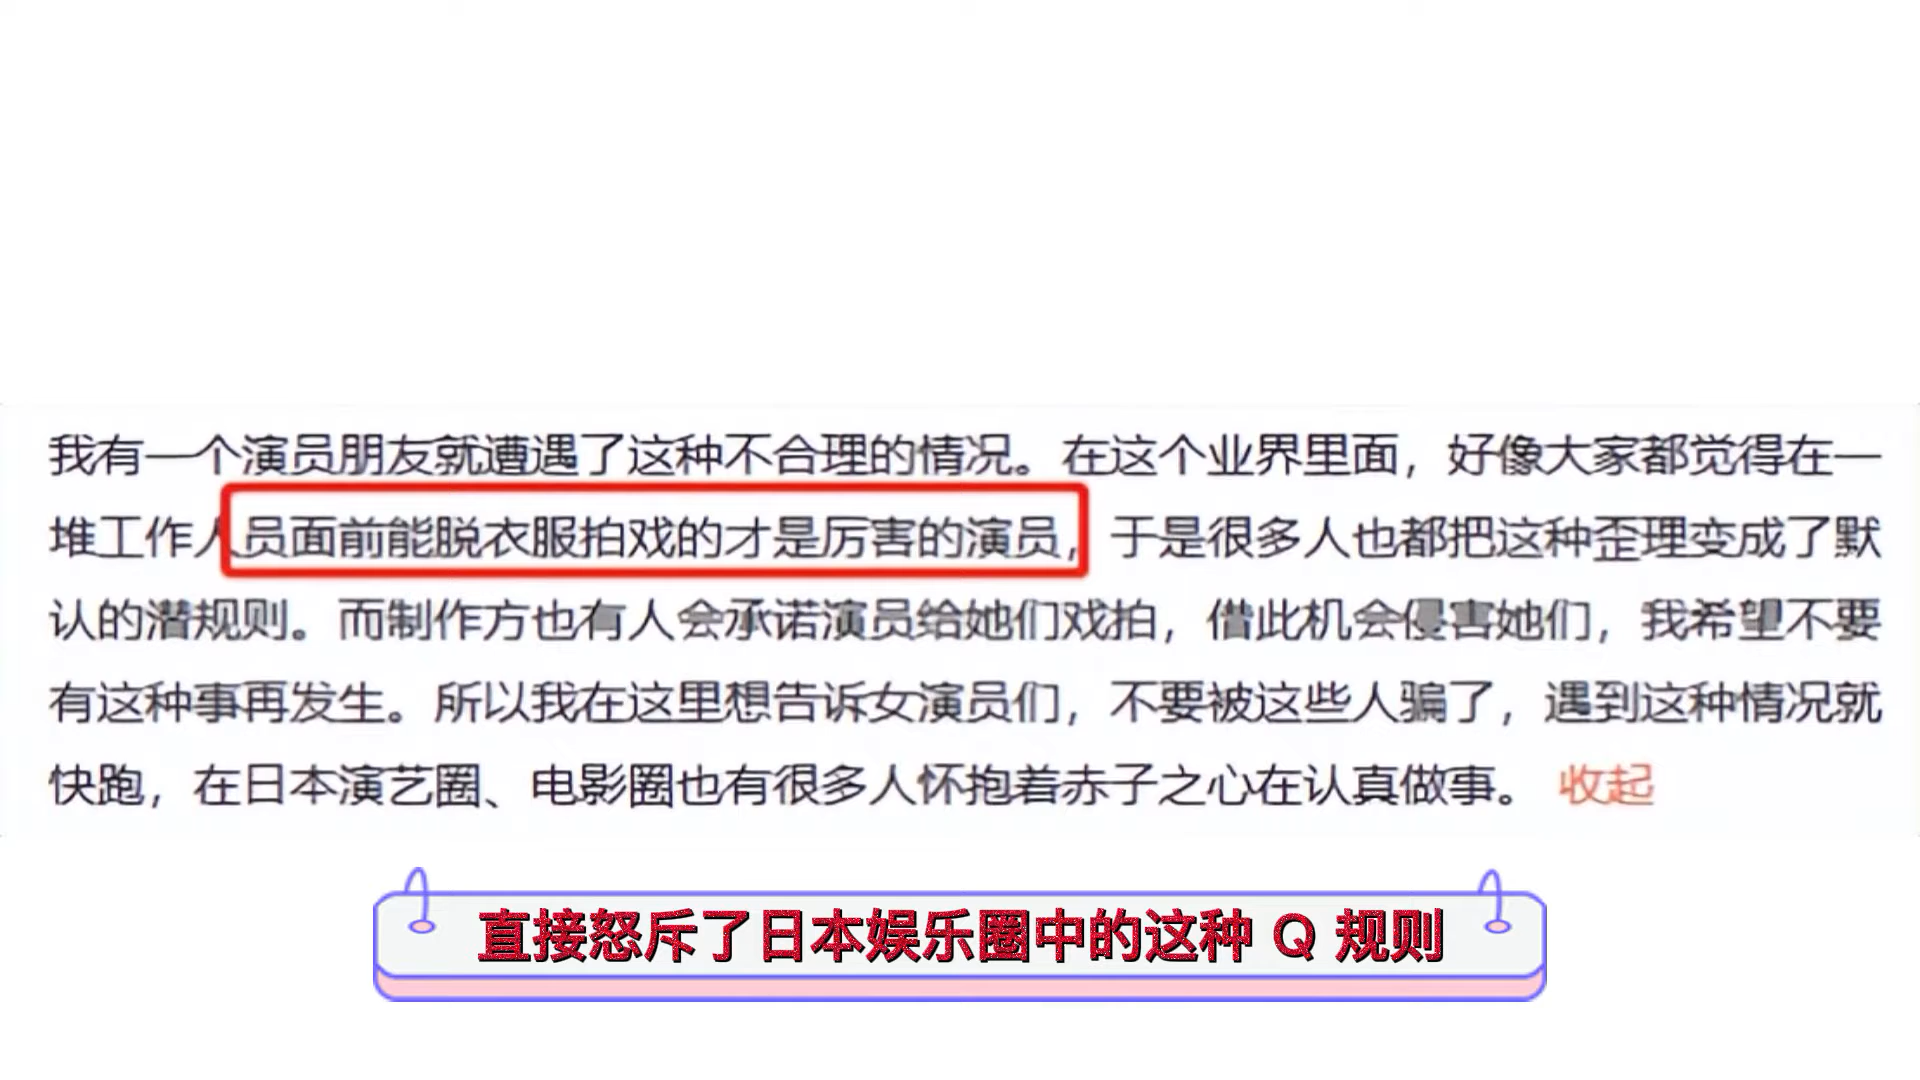 我有一个演员朋友就遭遇了这种不合理的情况。在这个业界里面，好像大家都觉得在一
堆工作人员面前能脱衣服拍戏的才是厉害的演员，于是很多人也都把这种歪理变成了默
认的潜规则。而制作方也有人会承诺演员给她们戏拍，借此机会侵害她们，我希望不要
有这种事再发生。所以我在这里想告诉女演员们，不要被这些人骗了，遇到这种情况就
快跑，在日本演艺圈、电影圈也有很多人怀抱着赤子之心在认真做事。 收起
直接怒斥了日本娱乐圈中的这种 Q 规则